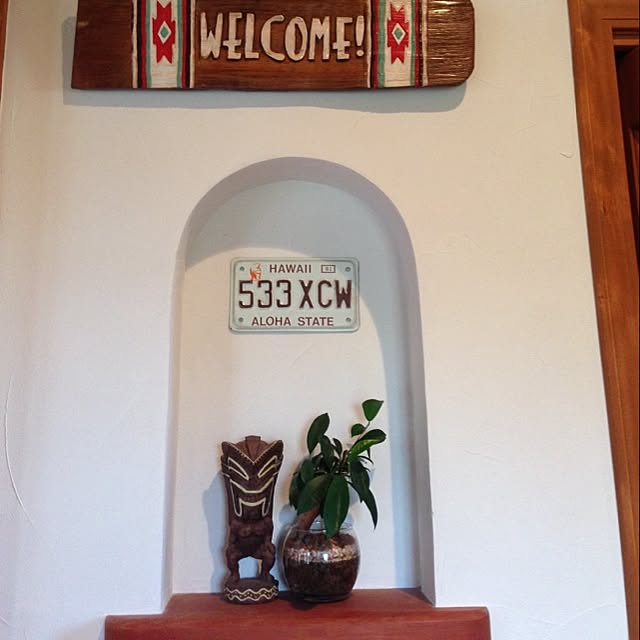 WELCOME!
HAWAII
533 XCW
ALOHA STATE